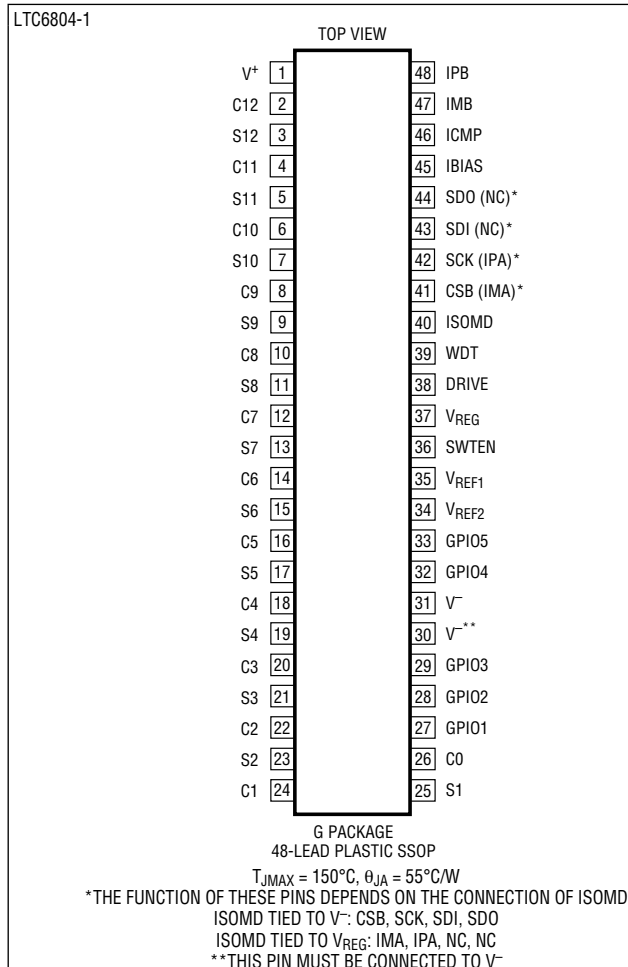 LTC6804-1
TOP VIEW
V+ 1 48 IPB
C12 2 47 IMB
S12 3 46 ICMP
C11 4 45 IBIAS
S11 5 44 SDO (NC)*
C10 6 43 SDI (NC)*
S10 7 42 SCK (IPA)*
C9 8 41 CSB (IMA)*
S9 9 40 ISOMD
C8 10 39 WDT
S8 11 38 DRIVE
C7 12 37 VREG
S7 13 36 SWTEN
C6 14 35 VREF1
S6 15 34 VREF2
C5 16 33 GPIO5
S5 17 32 GPIO4
C4 18 31 V–
S4 19 30 V–**
C3 20 29 GPIO3
S3 21 28 GPIO2
C2 22 27 GPIO1
S2 23 26 C0
C1 24 25 S1
G PACKAGE
48-LEAD PLASTIC SSOP
TJMAX = 150°C, θJA = 55°C/W
*THE FUNCTION OF THESE PINS DEPENDS ON THE CONNECTION OF ISOMD
ISOMD TIED TO V–: CSB, SCK, SDI, SDO
ISOMD TIED TO VREG: IMA, IPA, NC, NC
**THIS PIN MUST BE CONNECTED TO V–